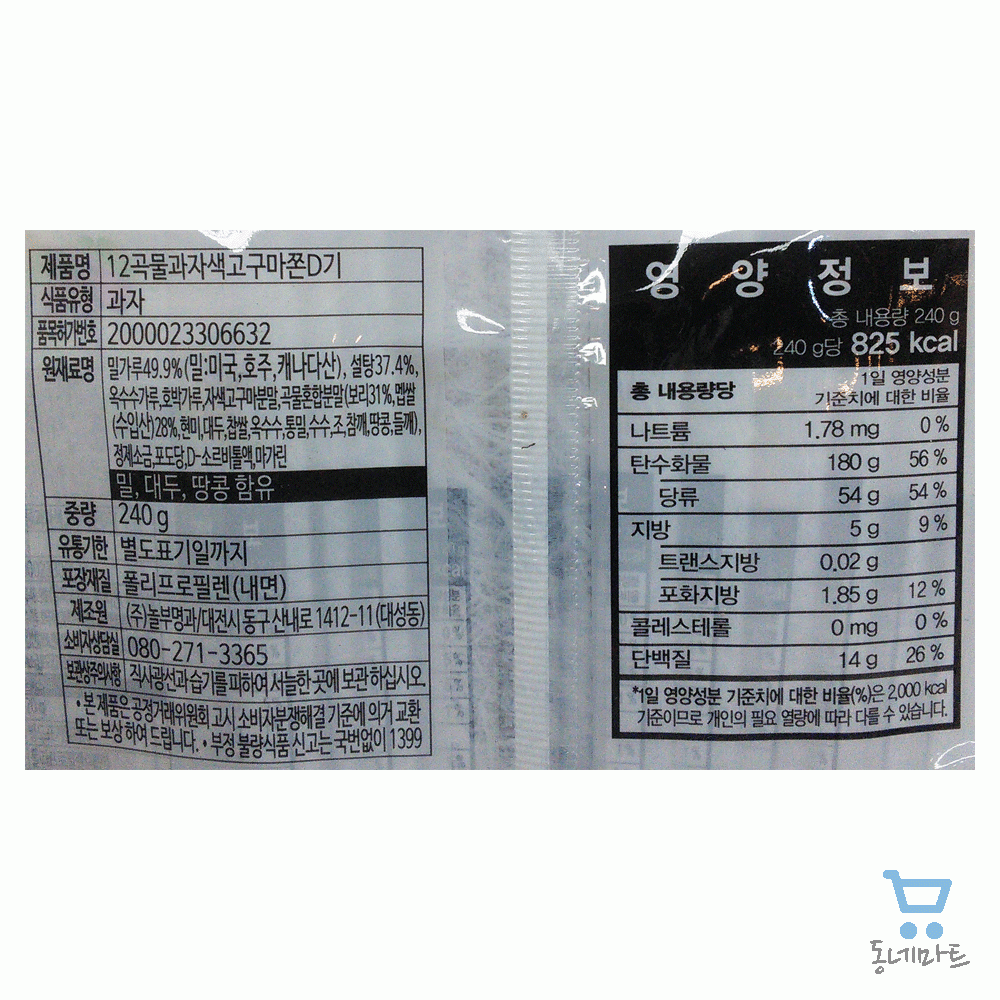 제품명 12곡물과자색고구마쫀D기
식품유형 과자
품목허가번호 2000023306632
원재료명 밀가루49.9%(밀:미국,호주,캐나다산), 설탕37.4%,
옥수수가루,호박가루,자색고구마분말,곡물혼합분말(보리31%,멥쌀
(수입산)28%,현미,대두,찹쌀,옥수수,통밀,수수,조,참깨,땅콩,들깨),
정제소금,포도당,D-소르비톨액,마가린
밀, 대두, 땅콩 함유
중량 240g
유통기한 별도표기일까지
포장재질 폴리프로필렌(내면)
제조원 (주)놀부명과/대전시 동구 산내로 1412-11(대성동)
소비자상담실 080-271-3365
보관상주의사항 직사광선과 습기를 피하여 서늘한 곳에 보관 하십시오.
•본 제품은 공정거래위원회 고시 소비자분쟁해결 기준에 의거 교환
또는 보상 하여 드립니다. •부정 불량식품 신고는 국번없이 1399
영양정보
총 내용량 240 g
240 g당 825 kcal
총 내용량당 1일 영양성분
기준치에 대한 비율
나트륨 1.78 mg 0 %
탄수화물 180 g 56 %
당류 54 g 54 %
지방 5 g 9 %
트랜스지방 0.02 g
포화지방 1.85 g 12 %
콜레스테롤 0 mg 0 %
단백질 14 g 26 %
*1일 영양성분 기준치에 대한 비율(%)은 2,000 kcal
기준이므로 개인의 필요 열량에 따라 다를 수 있습니다.
동네마트